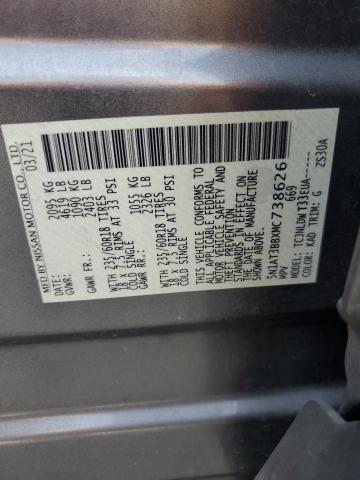 MFD BY NISSAN MOTOR CO., LTD.
03/21
GVWR: 2095 KG
4619 LB
GAWR FR: 1090 KG
2403 LB
WITH 235/60R18 TIRES
18 x 7.5 RIMS AT 33 PSI
COLD SINGLE
GAWR RR: 1055 KG
2326 LB
WITH 235/60R18 TIRES
18 x 7.5 RIMS AT 30 PSI
COLD SINGLE
THIS VEHICLE CONFORMS TO
ALL APPLICABLE FEDERAL
MOTOR VEHICLE SAFETY AND
THEFT PREVENTION
STANDARDS IN EFFECT ON
THE DATE OF MANUFACTURE
SHOWN ABOVE.
MPV
669
COLOR: KAD TRIM: G
ZS30A